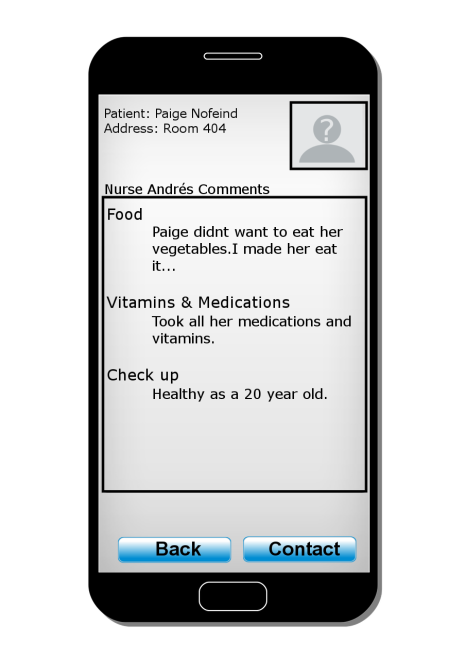 Patient: Paige Nofeind
Address: Room 404
?
Nurse Andrés Comments
Food
Paige didnt want to eat her
vegetables.I made her eat
it...
Vitamins & Medications
Took all her medications and
vitamins.
Check up
Healthy as a 20 year old.
Back
Contact